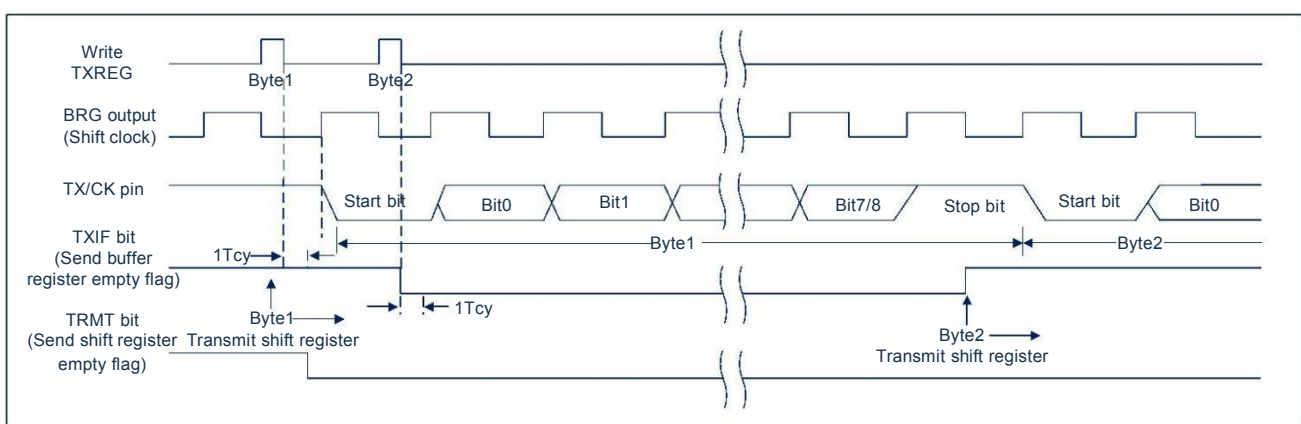 Write
TXREG
Byte1
Byte2
BRG output
(Shift clock)
TX/CK pin
Start bit
Bit0
Bit1
Bit7/8
Stop bit
Start bit
Bit0
TXIF bit
(Send buffer
register empty flag)
1Tcy
Byte1
Byte2
1Tcy
TRMT bit
(Send shift register
empty flag)
Byte1
Transmit shift register
Byte2
Transmit shift register